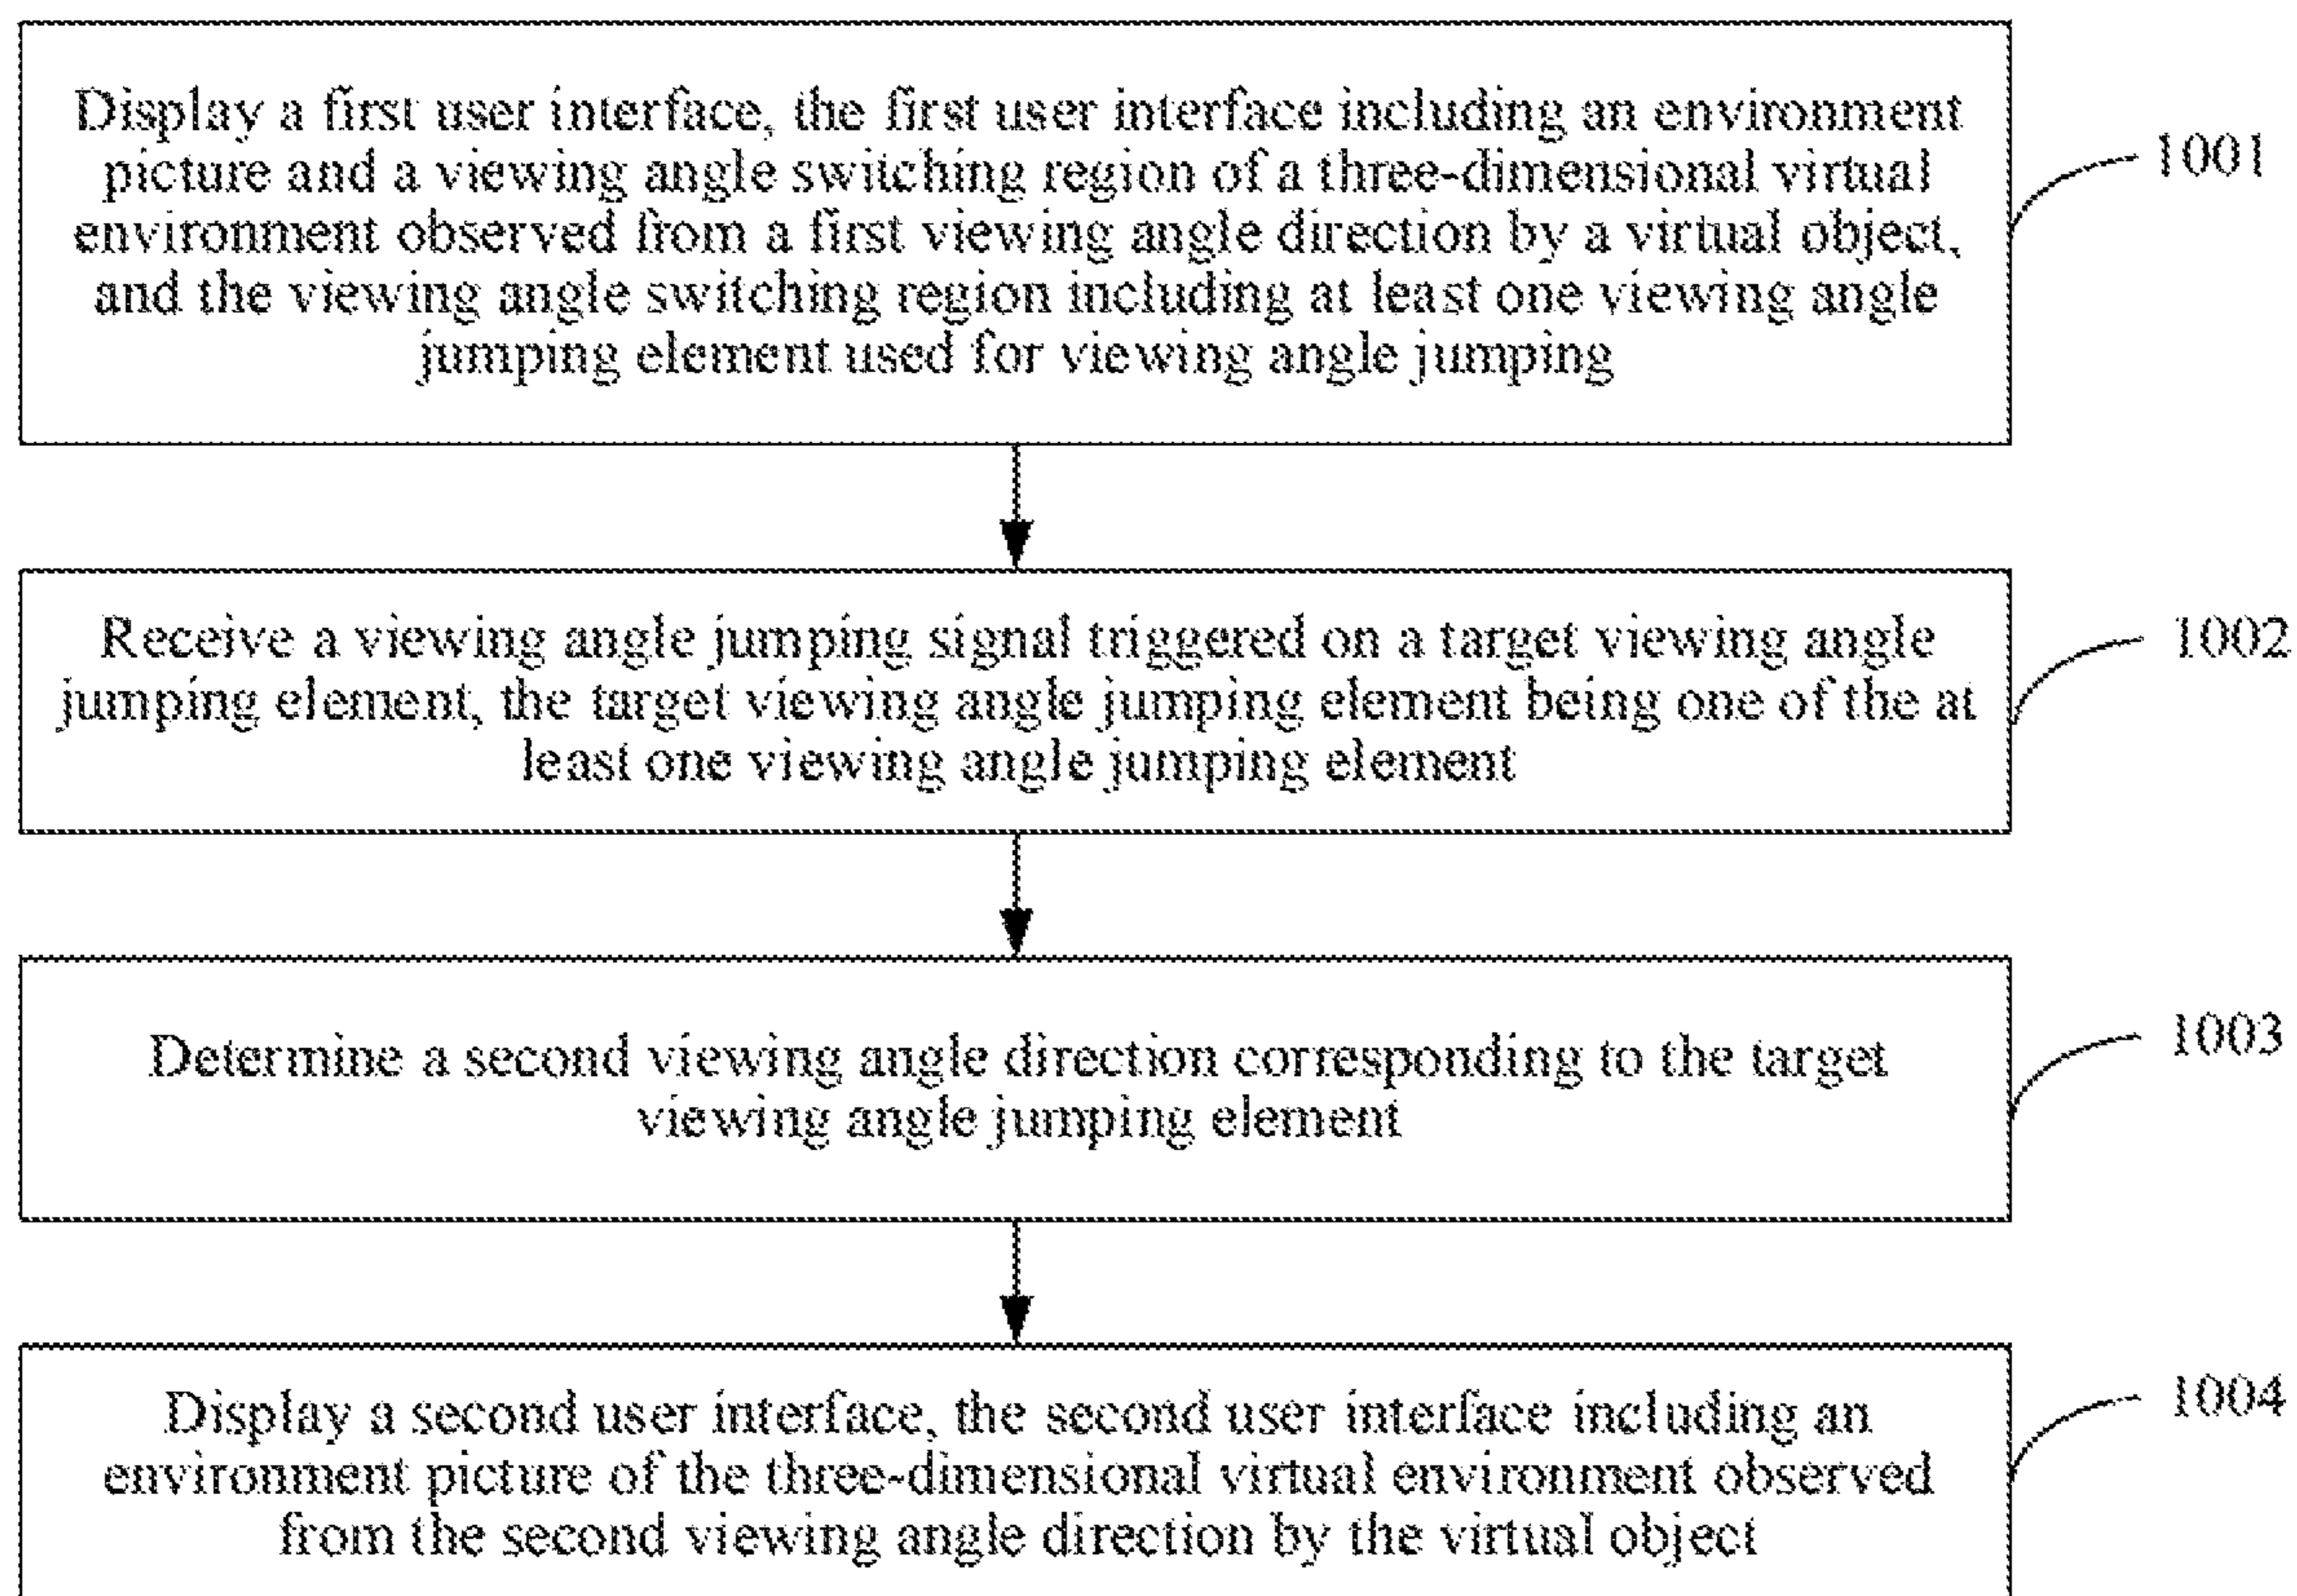 Display a first user interface, the first user interface including an environment
picture and a viewing angle switching region of a three-dimensional virtual
environment observed from a first viewing angle direction by a virtual object,
and the viewing angle switching region including at least one viewing angle
jumping element used for viewing angle jumping
1001
Receive a viewing angle jumping signal triggered on a target viewing angle
jumping element, the target viewing angle jumping element being one of the at
least one viewing angle jumping element
1002
Determine a second viewing angle direction corresponding to the target
viewing angle jumping element
1003
Display a second user interface, the second user interface including an
environment picture of the three-dimensional virtual environment observed
from the second viewing angle direction by the virtual object
1004